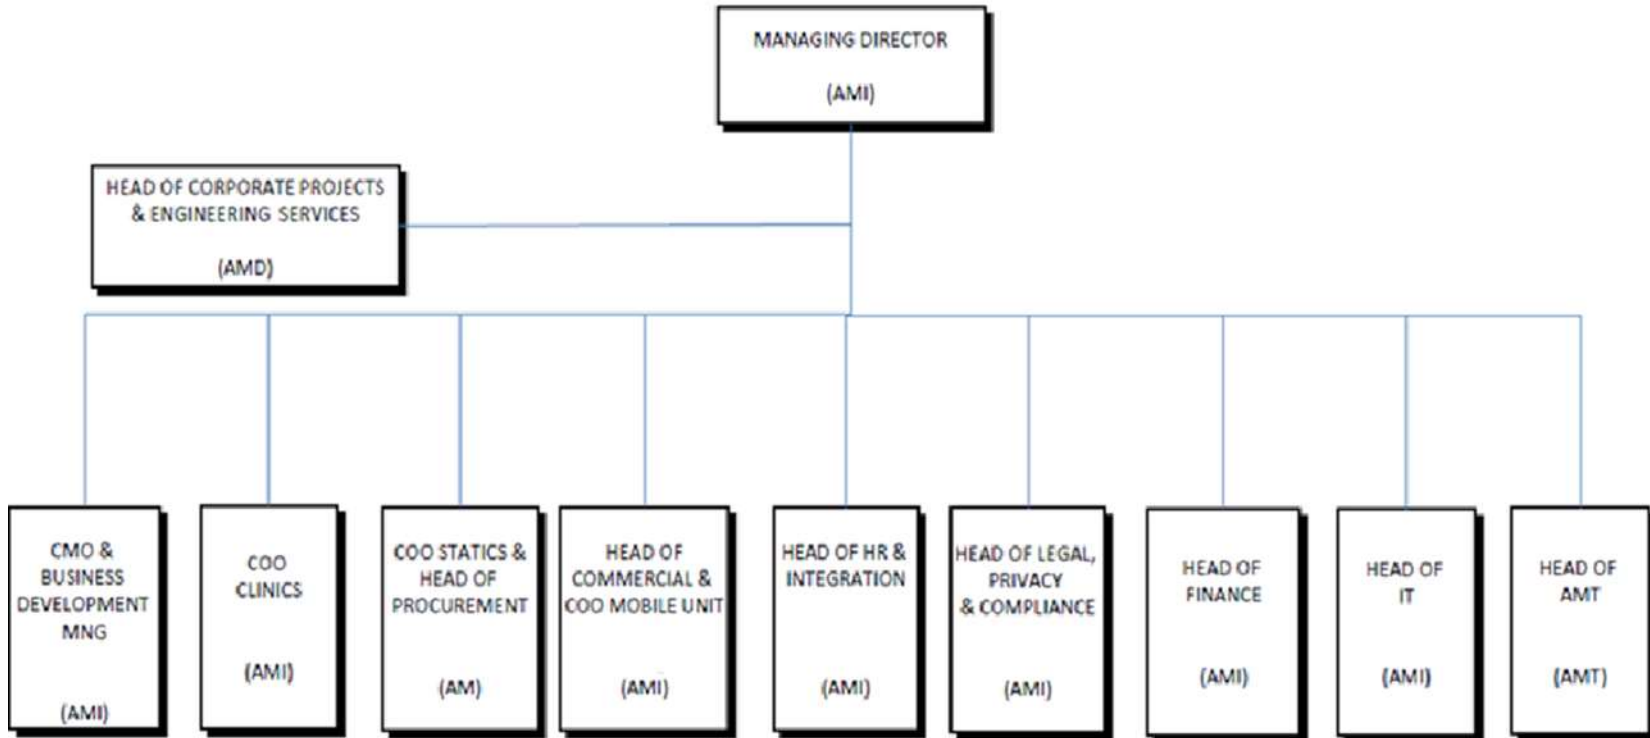 MANAGING DIRECTOR
(AMI)
HEAD OF CORPORATE PROJECTS
& ENGINEERING SERVICES
(AMD)
CMO &
BUSINESS
DEVELOPMENT
MNG
(AMI)
COO
CLINICS
(AMI)
COO STATICS &
HEAD OF
PROCUREMENT
(AM)
HEAD OF
COMMERCIAL &
COO MOBILE UNIT
(AMI)
HEAD OF HR &
INTEGRATION
(AMI)
HEAD OF LEGAL,
PRIVACY
& COMPLIANCE
(AMI)
HEAD OF
FINANCE
(AMI)
HEAD OF
IT
(AMI)
HEAD OF
AMT
(AMT)